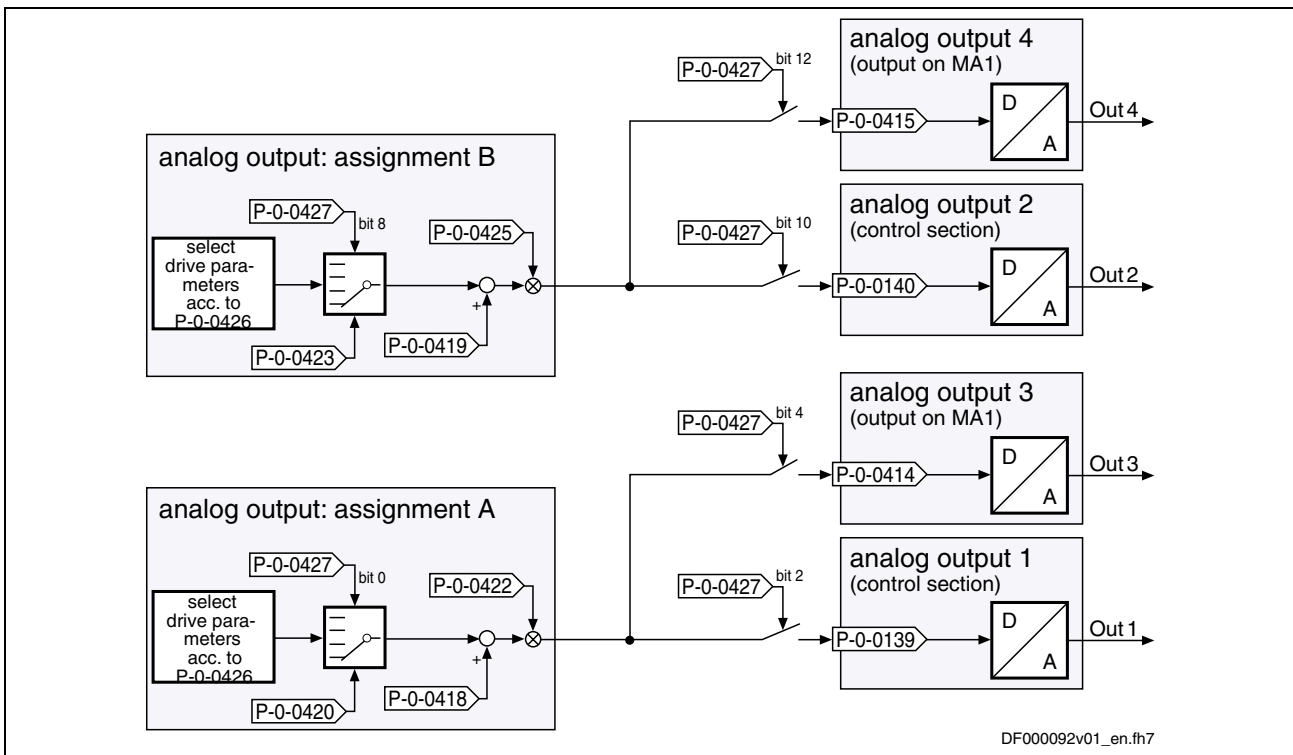 analog output 4
(output on MA1)
bit 12
P-0-0427
D
A
P-0-0415
Out 4
analog output: assignment B
P-0-0427
bit 8
select
drive para-
meters
acc. to
P-0-0426
P-0-0425
P-0-0423
+
P-0-0419
analog output 2
(control section)
bit 10
P-0-0427
D
A
P-0-0140
Out 2
analog output 3
(output on MA1)
bit 4
P-0-0427
D
A
P-0-0414
Out 3
analog output: assignment A
P-0-0427
bit 0
select
drive para-
meters
acc. to
P-0-0426
P-0-0422
P-0-0420
+
P-0-0418
analog output 1
(control section)
bit 2
P-0-0427
D
A
P-0-0139
Out 1
DF000092v01_en.fh7